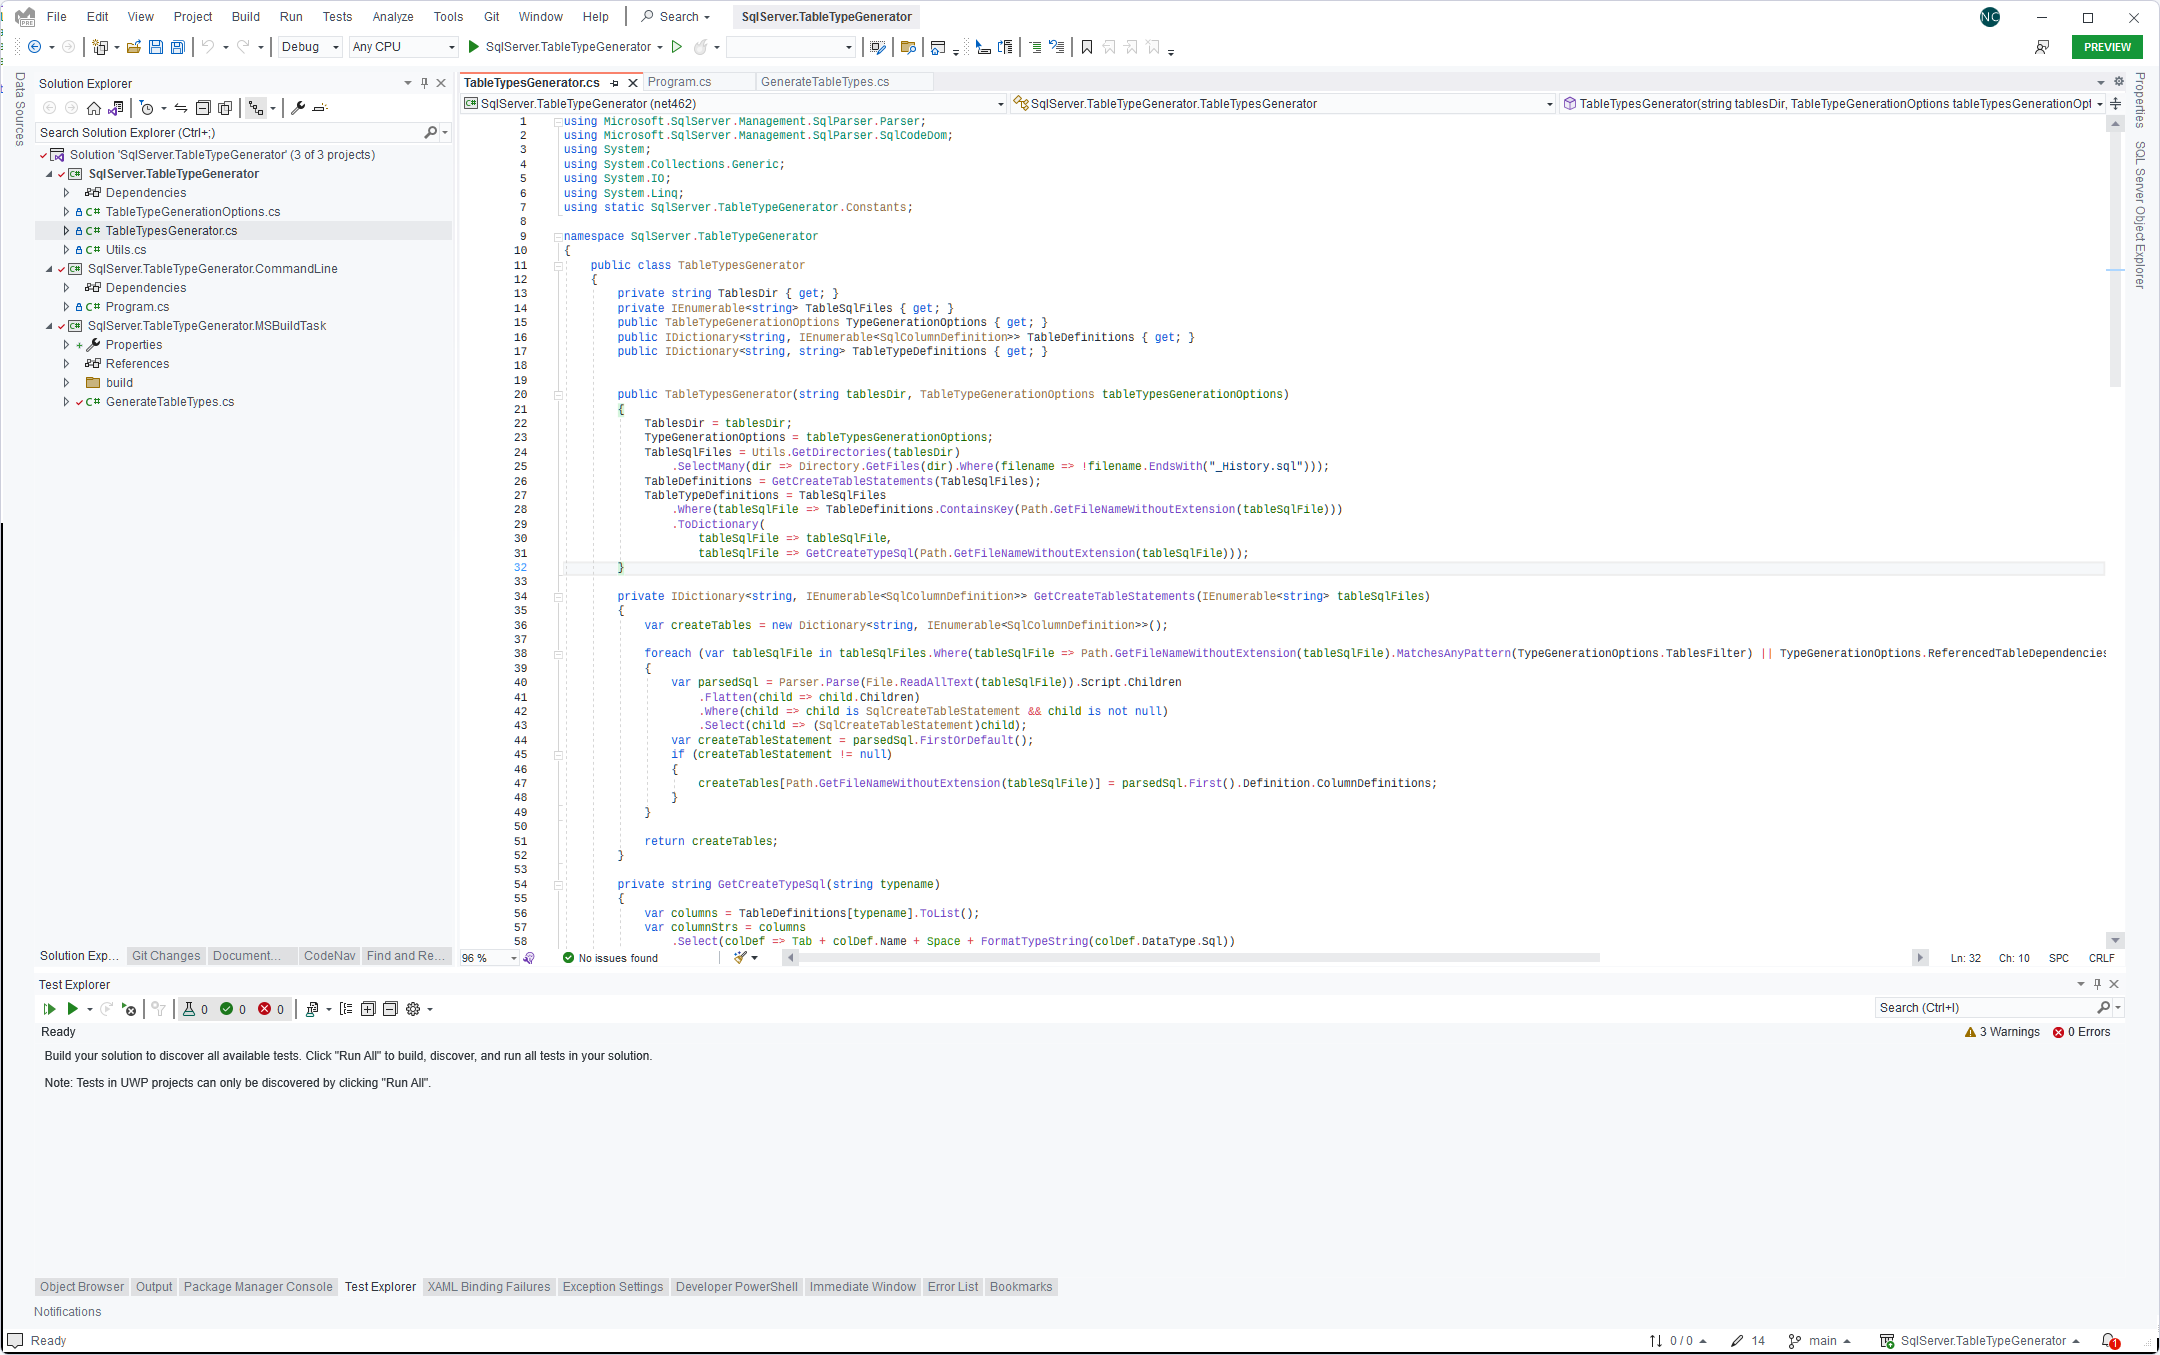 File Edit View Project Build Run Tests Analyze Tools Git Window Help Search SqlServer.TableTypeGenerator NC
Debug Any CPU SqlServer.TableTypeGenerator PREVIEW
Data Sources
Solution Explorer
Search Solution Explorer (Ctrl+;)
Solution 'SqlServer.TableTypeGenerator' (3 of 3 projects)
SqlServer.TableTypeGenerator
Dependencies
C# TableTypeGenerationOptions.cs
C# TableTypesGenerator.cs
C# Utils.cs
SqlServer.TableTypeGenerator.CommandLine
Dependencies
C# Program.cs
SqlServer.TableTypeGenerator.MSBuildTask
Properties
References
build
C# GenerateTableTypes.cs
Solution Exp... Git Changes Document... CodeNav Find and Re...
TableTypesGenerator.cs Program.cs GenerateTableTypes.cs
SqlServer.TableTypeGenerator (net462) SqlServer.TableTypeGenerator.TableTypesGenerator TableTypesGenerator(string tablesDir, TableTypeGenerationOptions tableTypesGenerationOpt
1 using Microsoft.SqlServer.Management.SqlParser.Parser;
2 using Microsoft.SqlServer.Management.SqlParser.SqlCodeDom;
3 using System;
4 using System.Collections.Generic;
5 using System.IO;
6 using System.Linq;
7 using static SqlServer.TableTypeGenerator.Constants;
8
9 namespace SqlServer.TableTypeGenerator
10 {
11 public class TableTypesGenerator
12 {
13 private string TablesDir { get; }
14 private IEnumerable<string> TableSqlFiles { get; }
15 public TableTypeGenerationOptions TypeGenerationOptions { get; }
16 public IDictionary<string, IEnumerable<SqlColumnDefinition>> TableDefinitions { get; }
17 public IDictionary<string, string> TableTypeDefinitions { get; }
18
19
20 public TableTypesGenerator(string tablesDir, TableTypeGenerationOptions tableTypesGenerationOptions)
21 {
22 TablesDir = tablesDir;
23 TypeGenerationOptions = tableTypesGenerationOptions;
24 TableSqlFiles = Utils.GetDirectories(tablesDir)
25 .SelectMany(dir => Directory.GetFiles(dir).Where(filename => !filename.EndsWith("_History.sql")));
26 TableDefinitions = GetCreateTableStatements(TableSqlFiles);
27 TableTypeDefinitions = TableSqlFiles
28 .Where(tableSqlFile => TableDefinitions.ContainsKey(Path.GetFileNameWithoutExtension(tableSqlFile)))
29 .ToDictionary(
30 tableSqlFile => tableSqlFile,
31 tableSqlFile => GetCreateTypeSql(Path.GetFileNameWithoutExtension(tableSqlFile)));
32 }
33
34 private IDictionary<string, IEnumerable<SqlColumnDefinition>> GetCreateTableStatements(IEnumerable<string> tableSqlFiles)
35 {
36 var createTables = new Dictionary<string, IEnumerable<SqlColumnDefinition>>();
37
38 foreach (var tableSqlFile in tableSqlFiles.Where(tableSqlFile => Path.GetFileNameWithoutExtension(tableSqlFile).MatchesAnyPattern(TypeGenerationOptions.TablesFilter) || TypeGenerationOptions.ReferencedTableDependencies
39 {
40 var parsedSql = Parser.Parse(File.ReadAllText(tableSqlFile)).Script.Children
41 .Flatten(child => child.Children)
42 .Where(child => child is SqlCreateTableStatement && child is not null)
43 .Select(child => (SqlCreateTableStatement)child);
44 var createTableStatement = parsedSql.FirstOrDefault();
45 if (createTableStatement != null)
46 {
47 createTables[Path.GetFileNameWithoutExtension(tableSqlFile)] = parsedSql.First().Definition.ColumnDefinitions;
48 }
49 }
50
51 return createTables;
52 }
53
54 private string GetCreateTypeSql(string typename)
55 {
56 var columns = TableDefinitions[typename].ToList();
57 var columnStrs = columns
58 .Select(colDef => Tab + colDef.Name + Space + FormatTypeString(colDef.DataType.Sql))
96 % No issues found Ln: 32 Ch: 10 SPC CRLF
Properties
SQL Server Object Explorer
Test Explorer
0 0 0 Search (Ctrl+I)
Ready 3 Warnings 0 Errors
Build your solution to discover all available tests. Click "Run All" to build, discover, and run all tests in your solution.
Note: Tests in UWP projects can only be discovered by clicking "Run All".
Object Browser Output Package Manager Console Test Explorer XAML Binding Failures Exception Settings Developer PowerShell Immediate Window Error List Bookmarks
Notifications
Ready 0 / 0 14 main SqlServer.TableTypeGenerator 1